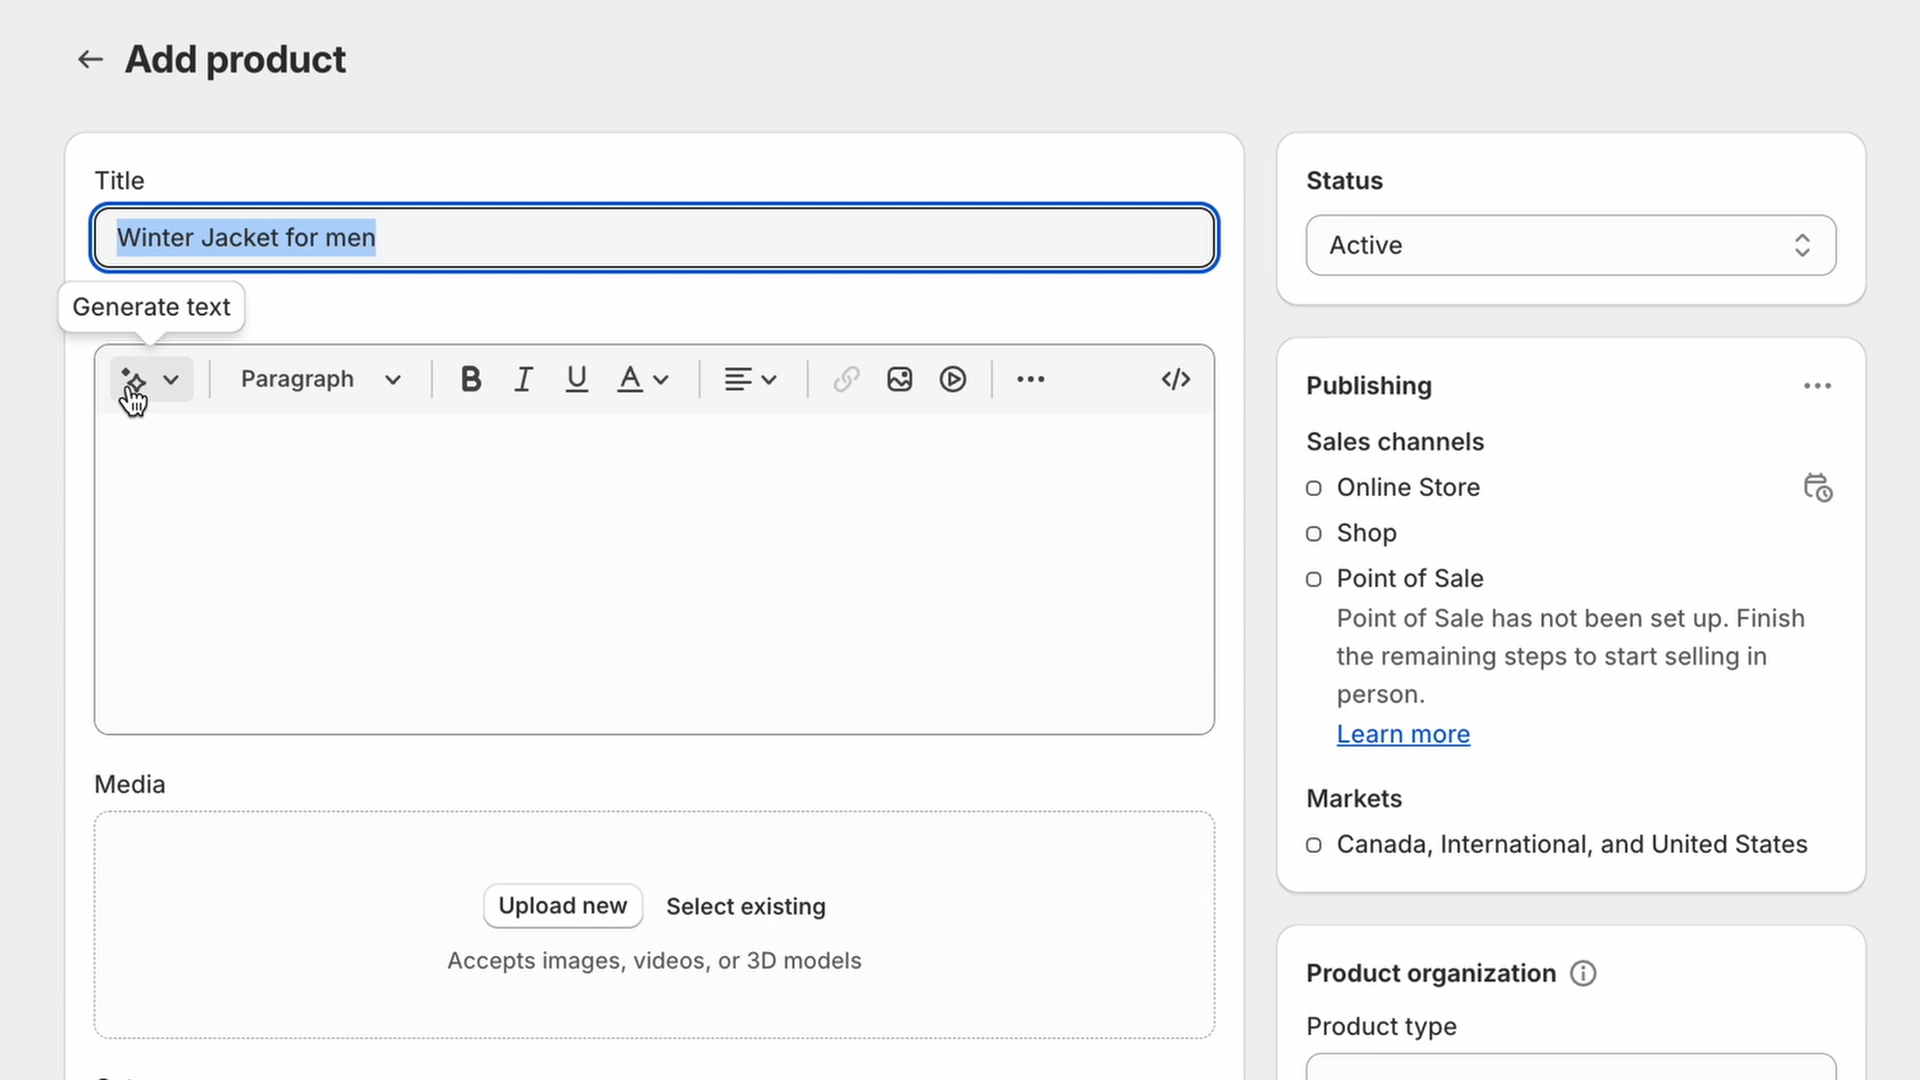 Add product
Title
Winter Jacket for men
Generate text
Paragraph
B I U A
Media
Upload new
Select existing
Accepts images, videos, or 3D models
Status
Active
Publishing
Sales channels
Online Store
Shop
Point of Sale
Point of Sale has not been set up. Finish
the remaining steps to start selling in
person.
Learn more
Markets
Canada, International, and United States
Product organization
Product type